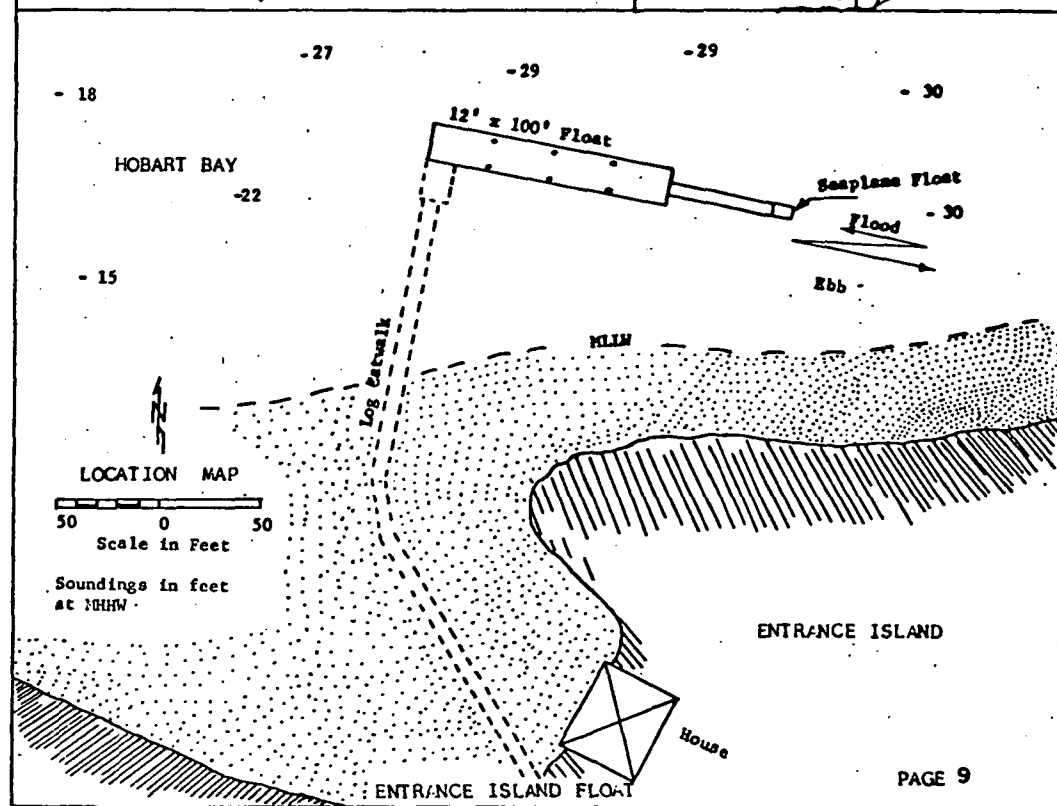 - 27
- 29
- 29
- 18
- 30
12' x 100' Float
HOBART BAY
- 22
Seaplane Float
- 30
Flood
- 15
Ebb
MLLW
Log Catwalk
N
LOCATION MAP
50 0 50
Scale in Feet
Soundings in feet
at MHHW
ENTRANCE ISLAND
House
ENTRANCE ISLAND FLOAT
PAGE 9